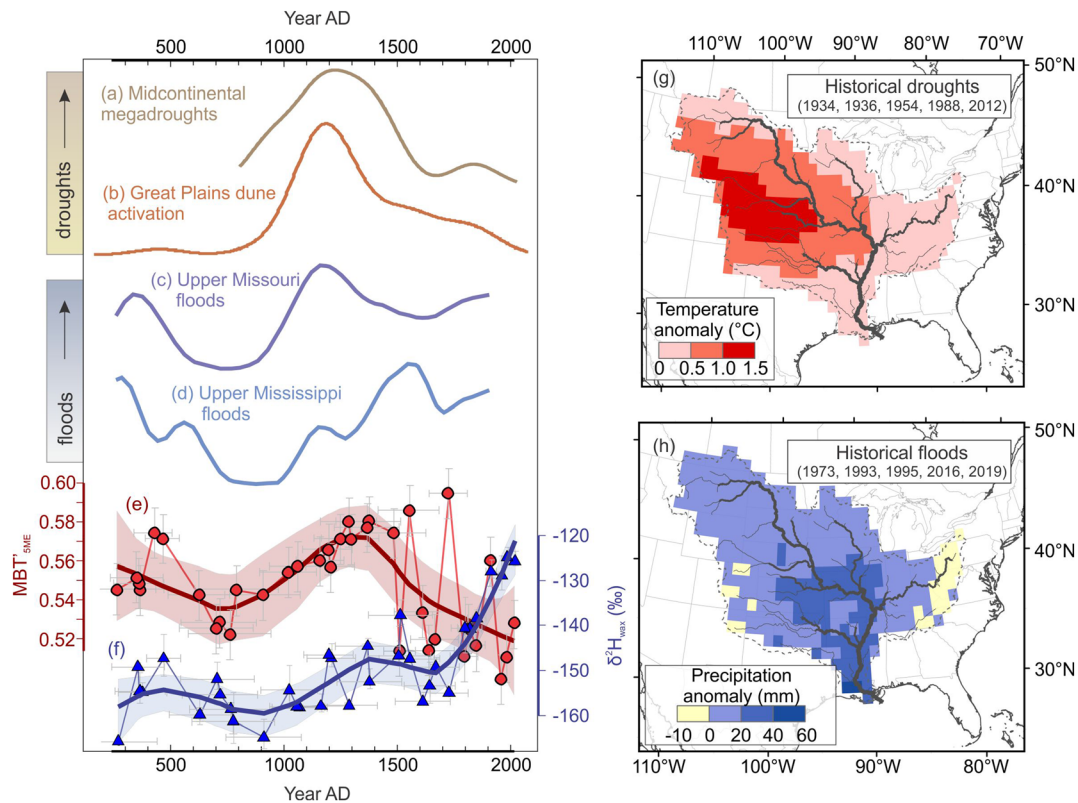 Year AD
500 1000 1500 2000
droughts
(a) Midcontinental
megadroughts
(b) Great Plains dune
activation
floods
(c) Upper Missouri
floods
(d) Upper Mississippi
floods
0.60
0.58
0.56
0.54
0.52
MBT'5ME
(e)
(f)
-120
-130
-140
-150
-160
δ²Hwax (‰)
500 1000 1500 2000
Year AD
110°W 100°W 90°W 80°W 70°W
(g)
Historical droughts
(1934, 1936, 1954, 1988, 2012)
50°N
40°N
30°N
Temperature
anomaly (°C)
0 0.5 1.0 1.5
(h)
Historical floods
(1973, 1993, 1995, 2016, 2019)
50°N
40°N
30°N
Precipitation
anomaly (mm)
-10 0 20 40 60
110°W 100°W 90°W 80°W